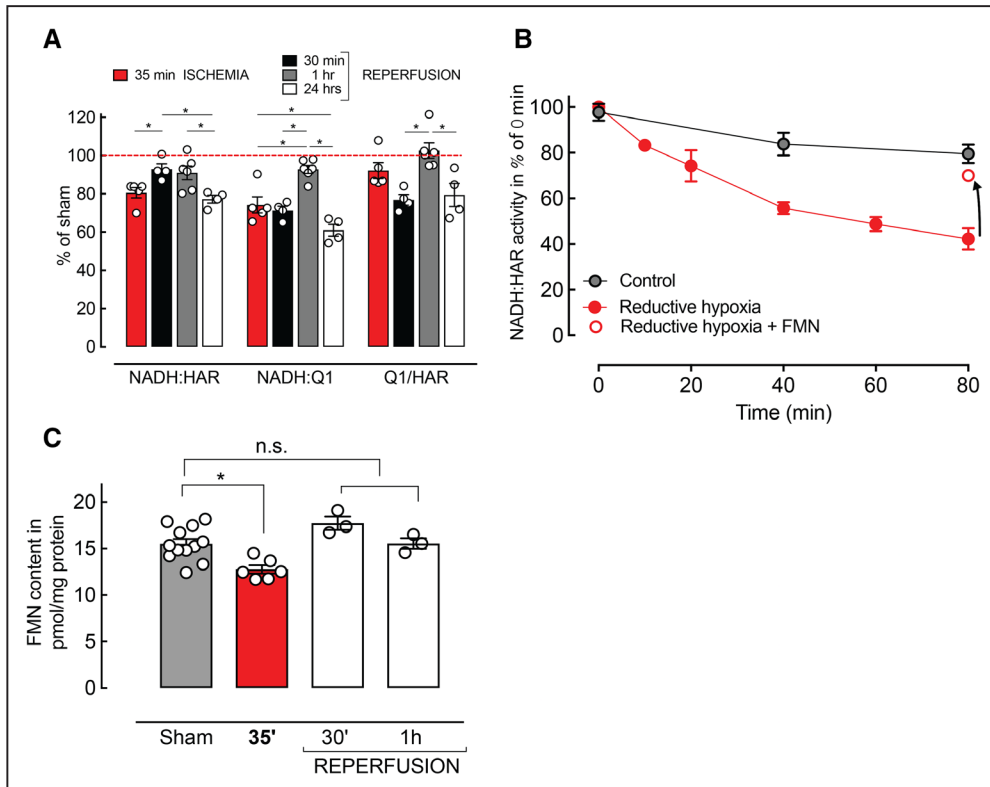 A
35 min ISCHEMIA
30 min
1 hr
24 hrs
REPERFUSION
% of sham
120
100
80
60
40
20
0
* * *
* * * *
* *
NADH:HAR NADH:Q1 Q1/HAR
B
NADH:HAR activity in % of 0 min
100
80
60
40
20
0
Control
Reductive hypoxia
Reductive hypoxia + FMN
0 20 40 60 80
Time (min)
C
n.s.
*
FMN content in
pmol/mg protein
20
15
10
5
0
Sham 35' 30' 1h
REPERFUSION